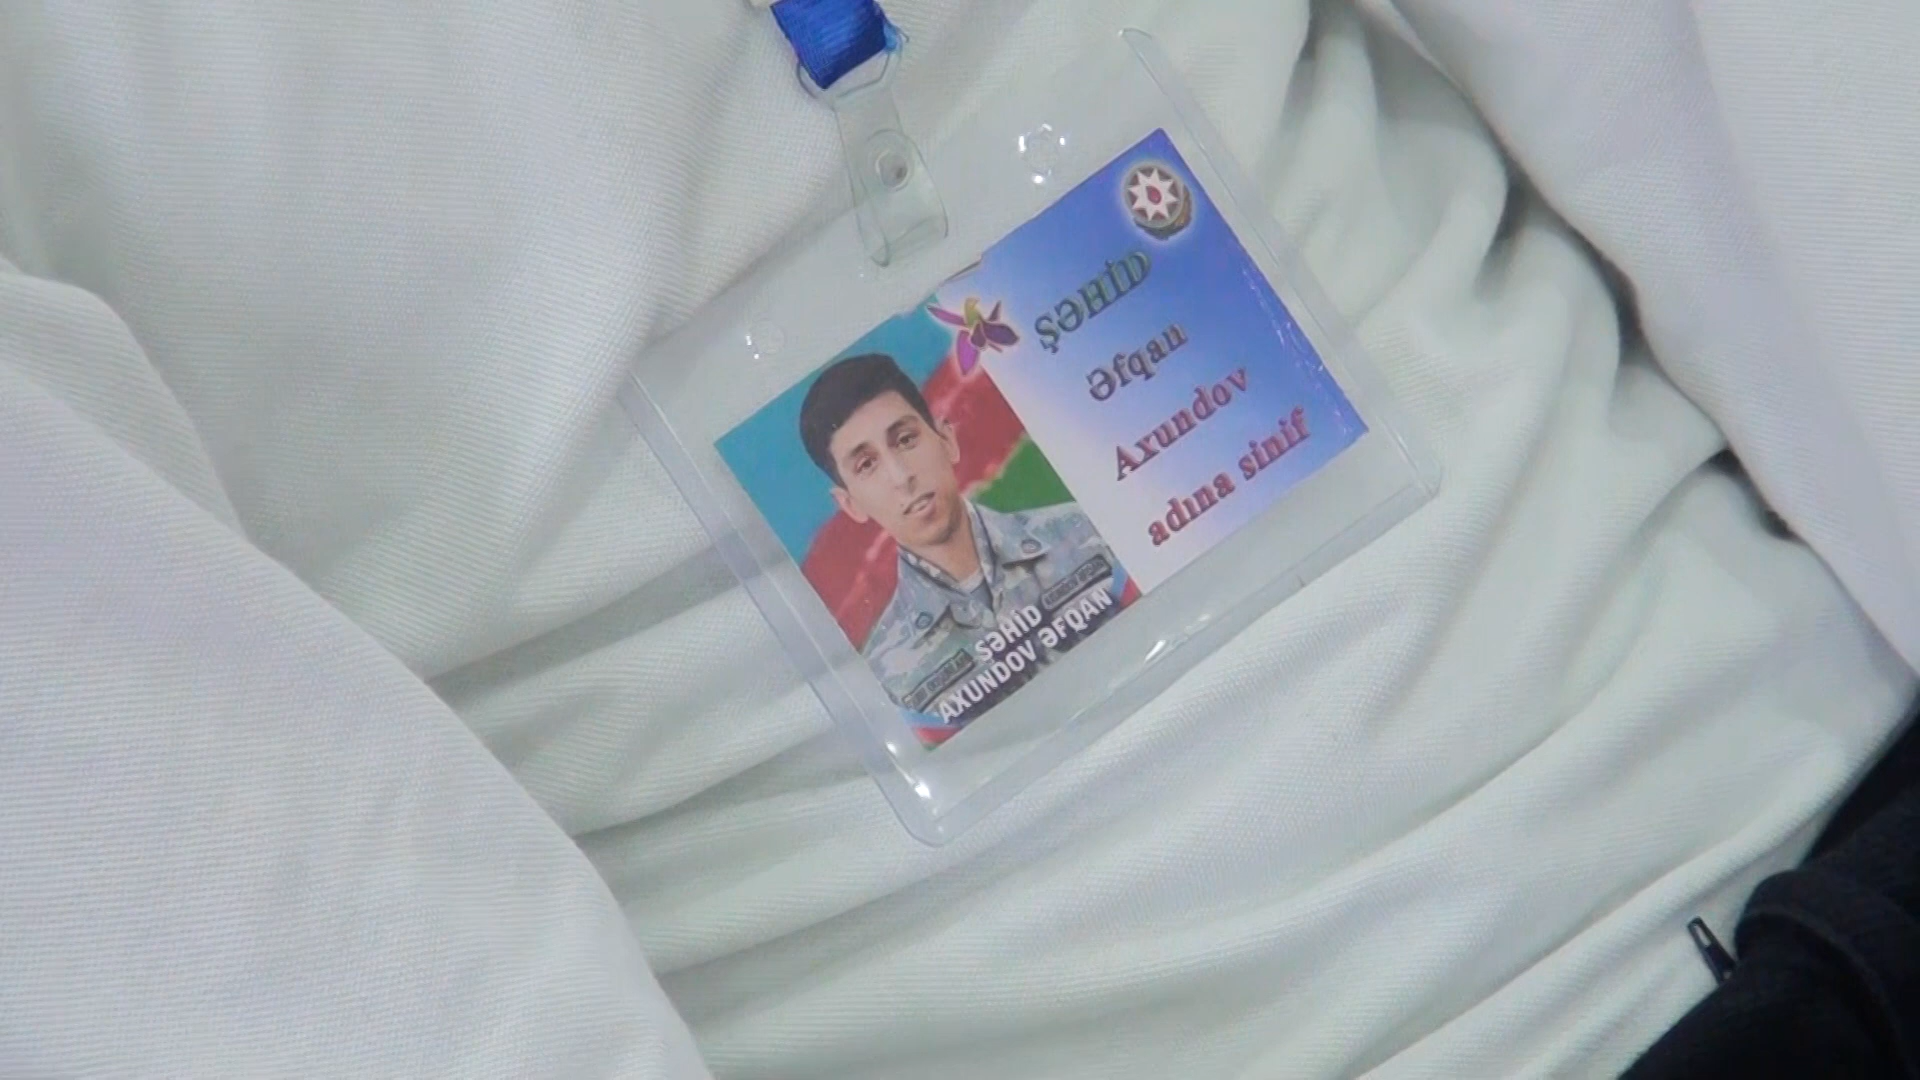 ŞƏHİD
Əfqan
Axundov
adına sinif
ŞƏHİD
AXUNDOV ƏFQAN